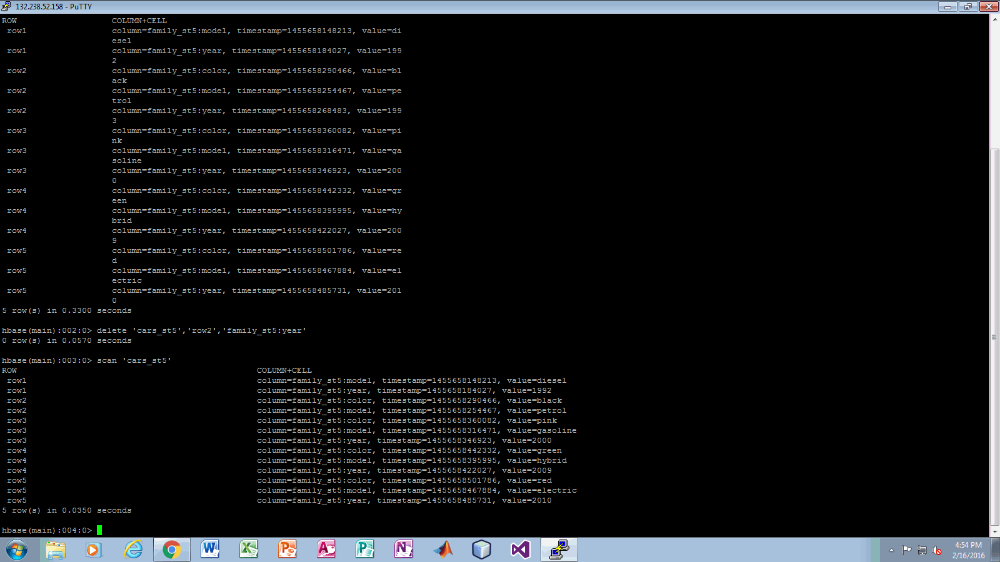 132.238.52.158 - PuTTY
ROW COLUMN+CELL
row1 column=family_st5:model, timestamp=1455658148213, value=di
esel
row1 column=family_st5:year, timestamp=1455658184027, value=199
2
row2 column=family_st5:color, timestamp=1455658290466, value=bl
ack
row2 column=family_st5:model, timestamp=1455658254467, value=pe
trol
row2 column=family_st5:year, timestamp=1455658268483, value=199
3
row3 column=family_st5:color, timestamp=1455658360082, value=pi
nk
row3 column=family_st5:model, timestamp=1455658316471, value=ga
soline
row3 column=family_st5:year, timestamp=1455658346923, value=200
0
row4 column=family_st5:color, timestamp=1455658442332, value=gr
een
row4 column=family_st5:model, timestamp=1455658395995, value=hy
brid
row4 column=family_st5:year, timestamp=1455658422027, value=200
9
row5 column=family_st5:color, timestamp=1455658501786, value=re
d
row5 column=family_st5:model, timestamp=1455658467884, value=el
ectric
row5 column=family_st5:year, timestamp=1455658485731, value=201
0
5 row(s) in 0.3300 seconds
hbase(main):002:0> delete 'cars_st5','row2','family_st5:year'
0 row(s) in 0.0570 seconds
hbase(main):003:0> scan 'cars_st5'
ROW COLUMN+CELL
row1 column=family_st5:model, timestamp=1455658148213, value=diesel
row1 column=family_st5:year, timestamp=1455658184027, value=1992
row2 column=family_st5:color, timestamp=1455658290466, value=black
row2 column=family_st5:model, timestamp=1455658254467, value=petrol
row3 column=family_st5:color, timestamp=1455658360082, value=pink
row3 column=family_st5:model, timestamp=1455658316471, value=gasoline
row3 column=family_st5:year, timestamp=1455658346923, value=2000
row4 column=family_st5:color, timestamp=1455658442332, value=green
row4 column=family_st5:model, timestamp=1455658395995, value=hybrid
row4 column=family_st5:year, timestamp=1455658422027, value=2009
row5 column=family_st5:color, timestamp=1455658501786, value=red
row5 column=family_st5:model, timestamp=1455658467884, value=electric
row5 column=family_st5:year, timestamp=1455658485731, value=2010
5 row(s) in 0.0350 seconds
hbase(main):004:0>
4:54 PM
2/16/2016